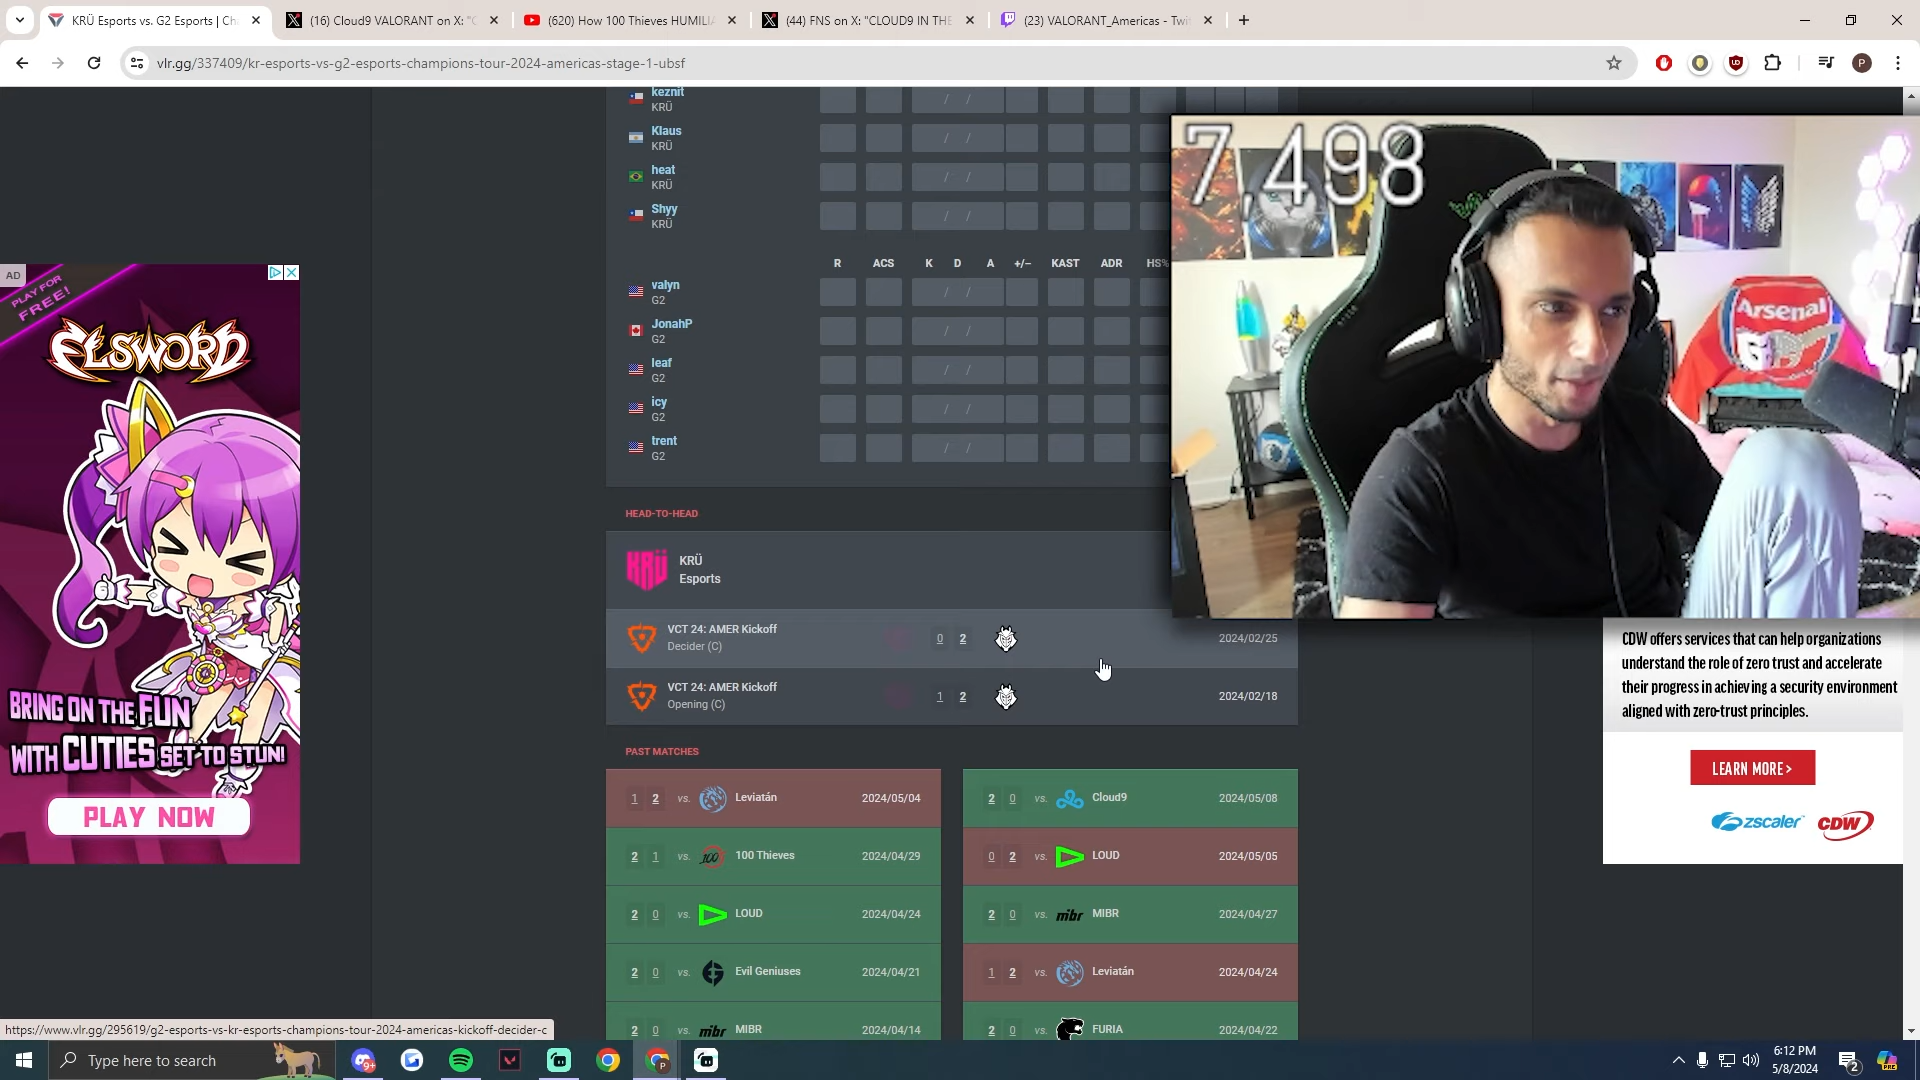 KRÜ Esports vs. G2 Esports | Ch
(16) Cloud9 VALORANT on X: "C
(620) How 100 Thieves HUMILIA
(44) FNS on X: "CLOUD9 IN THE
(23) VALORANT_Americas - Twi
vlr.gg/337409/kr-esports-vs-g2-esports-champions-tour-2024-americas-stage-1-ubsf
P
keznit
KRÜ
Klaus
KRÜ
heat
KRÜ
Shyy
KRÜ
R ACS K D A +/– KAST ADR HS%
valyn
G2
JonahP
G2
leaf
G2
icy
G2
trent
G2
7,498
Arsenal
AD
PLAY FOR
FREE!
ELSWORD
BRING ON THE FUN
WITH CUTIES SET TO STUN!
PLAY NOW
HEAD-TO-HEAD
KRÜ
KRÜ
Esports
VCT 24: AMER Kickoff
Decider (C)
0 2
2024/02/25
VCT 24: AMER Kickoff
Opening (C)
1 2
2024/02/18
PAST MATCHES
1 2 vs. Leviatán 2024/05/04
2 0 vs. Cloud9 2024/05/08
2 1 vs. 100 100 Thieves 2024/04/29
0 2 vs. LOUD 2024/05/05
2 0 vs. LOUD 2024/04/24
2 0 vs. mibr MIBR 2024/04/27
2 0 vs. Evil Geniuses 2024/04/21
1 2 vs. Leviatán 2024/04/24
2 0 vs. mibr MIBR 2024/04/14
2 0 vs. FURIA 2024/04/22
CDW offers services that can help organizations
understand the role of zero trust and accelerate
their progress in achieving a security environment
aligned with zero-trust principles.
LEARN MORE >
zscaler CDW
https://www.vlr.gg/295619/g2-esports-vs-kr-esports-champions-tour-2024-americas-kickoff-decider-c
Type here to search
9+
P
6:12 PM
5/8/2024
2
PRE